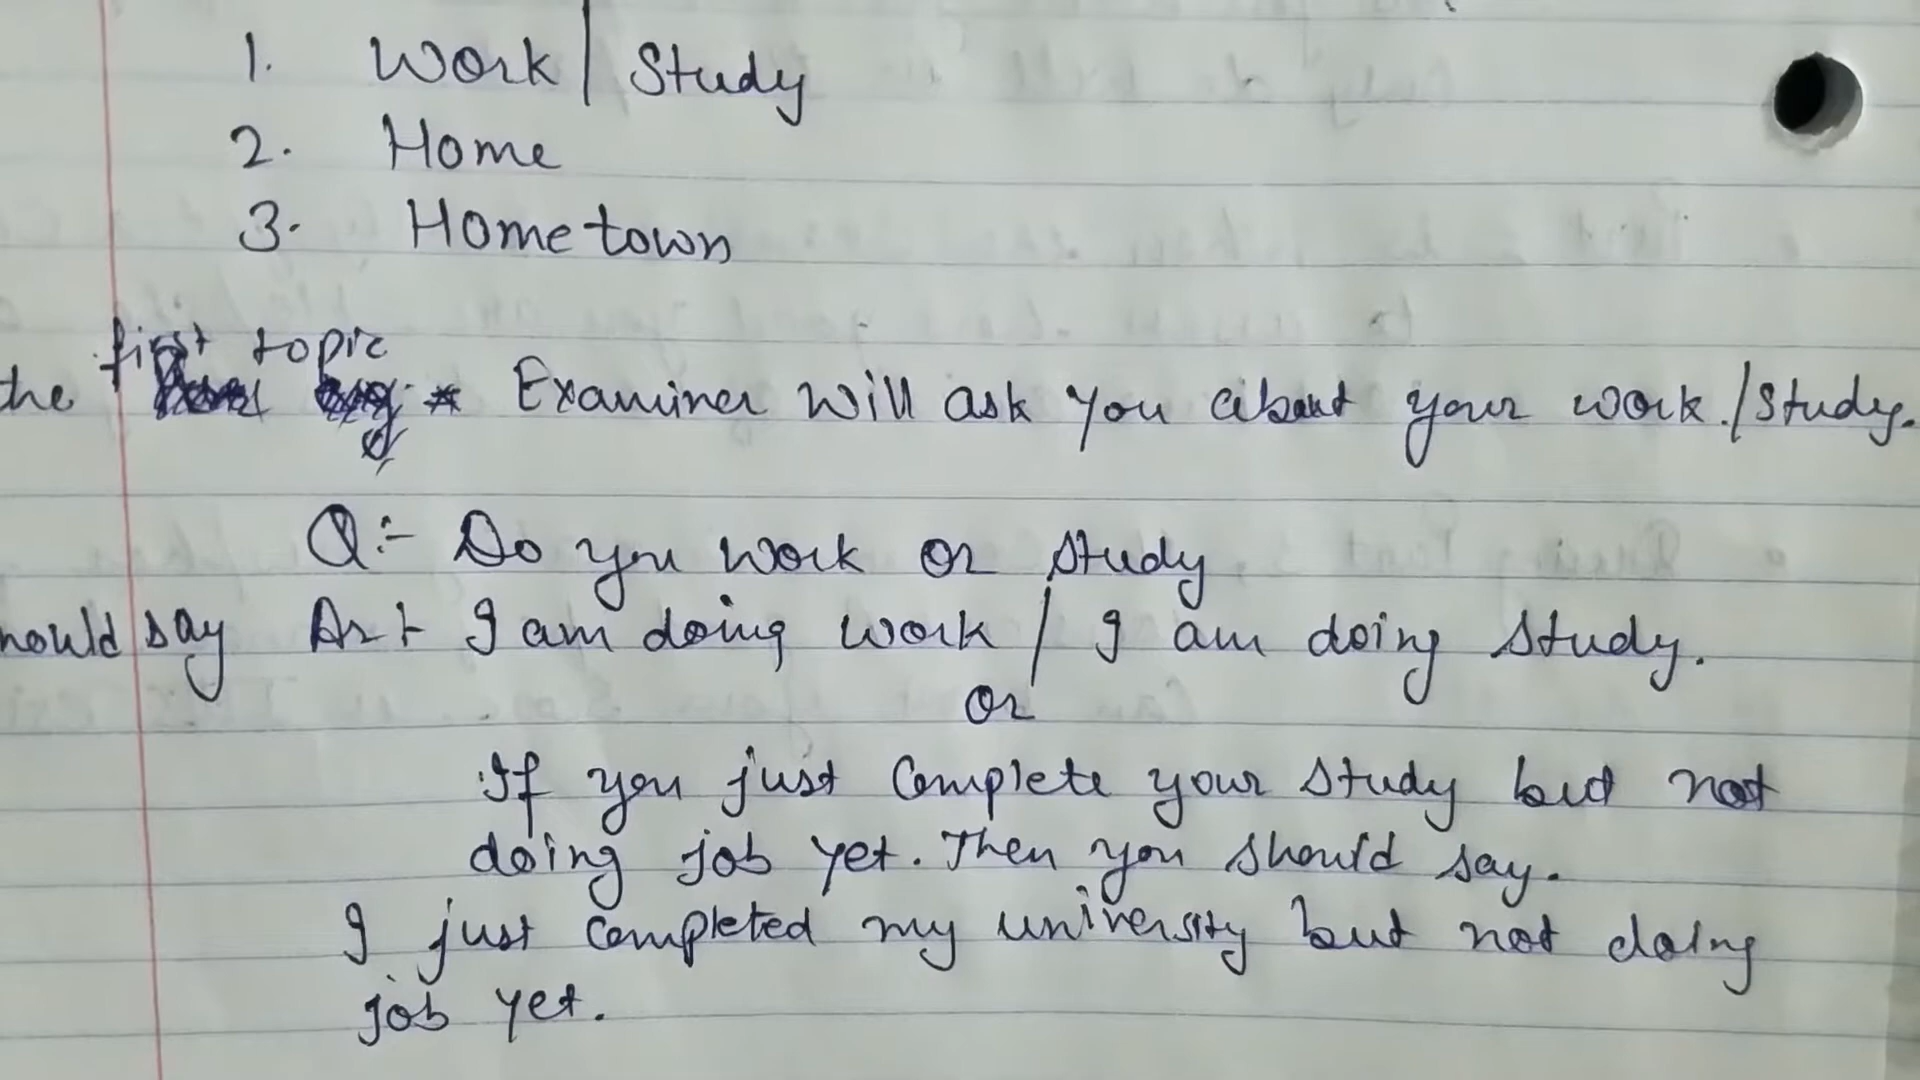 1. Work / Study
2. Home
3. Hometown
first topic
the * Examiner will ask you about your work. / Study.
Q:- Do you work or study
hould say An :- I am doing work / I am doing study.
or
If you just complete your study but not
doing job yet. Then you should say.
I just completed my university but not doing
job yet.